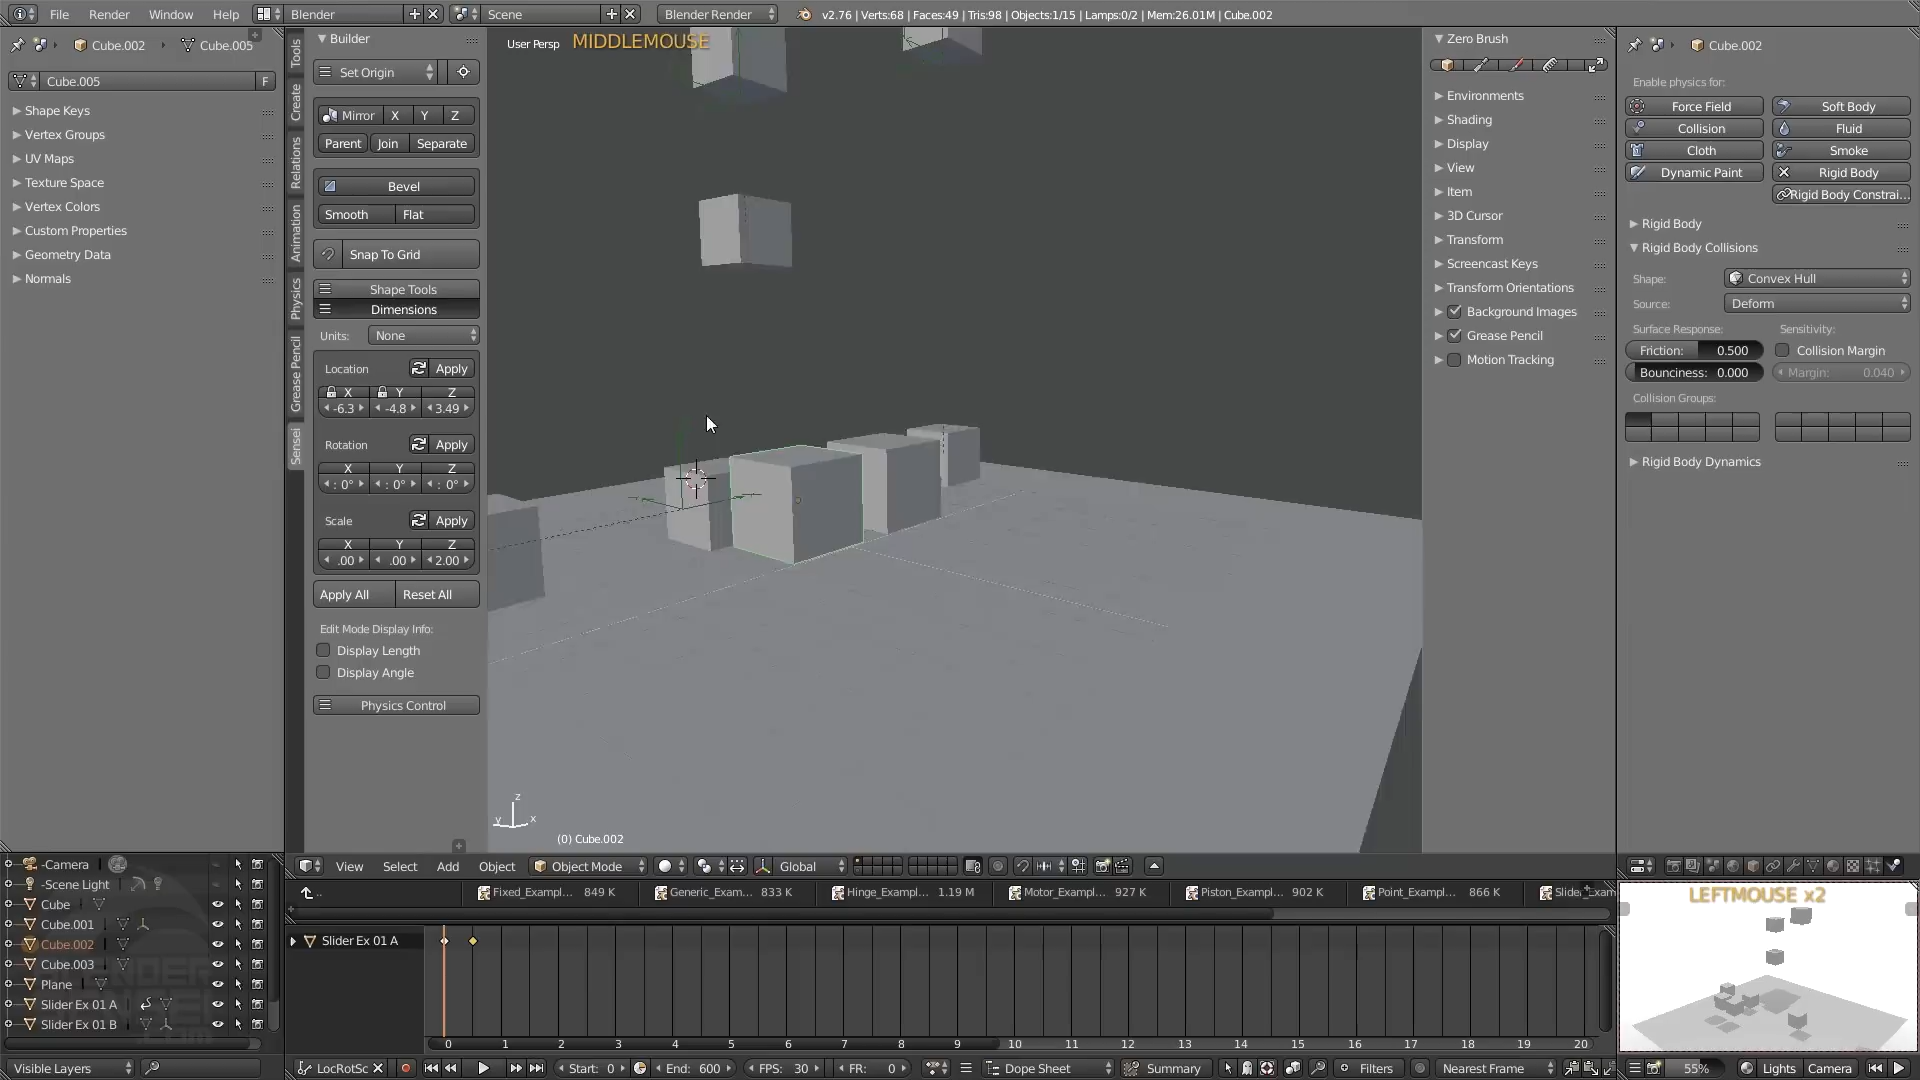 File Render Window Help Blender Scene Blender Render v2.76 | Verts:68 | Faces:49 | Tris:98 | Objects:1/15 | Lamps:0/2 | Mem:26.01M | Cube.002
Cube.002 Cube.005
Cube.005 F
Shape Keys
Vertex Groups
UV Maps
Texture Space
Vertex Colors
Custom Properties
Geometry Data
Normals
Tools
Create
Relations
Animation
Physics
Grease Pencil
Sensei
Builder
Set Origin
Mirror X Y Z
Parent Join Separate
Bevel
Smooth Flat
Snap To Grid
Shape Tools
Dimensions
Units: None
Location Apply
X Y Z
-6.3 -4.8 3.49
Rotation Apply
X Y Z
: 0° : 0° : 0°
Scale Apply
X Y Z
.00 .00 2.00
Apply All Reset All
Edit Mode Display Info:
Display Length
Display Angle
Physics Control
User Persp MIDDLEMOUSE
z
y x
(0) Cube.002
Zero Brush
Environments
Shading
Display
View
Item
3D Cursor
Transform
Screencast Keys
Transform Orientations
Background Images
Grease Pencil
Motion Tracking
Cube.002
Enable physics for:
Force Field Soft Body
Collision Fluid
Cloth Smoke
Dynamic Paint Rigid Body
Rigid Body Constrai...
Rigid Body
Rigid Body Collisions
Shape: Convex Hull
Source: Deform
Surface Response: Sensitivity:
Friction: 0.500 Collision Margin
Bounciness: 0.000 Margin: 0.040
Collision Groups:
Rigid Body Dynamics
View Select Add Object Object Mode Global
-Camera
-Scene Light
Cube
Cube.001
Cube.002
Cube.003
Plane
Slider Ex 01 A
Slider Ex 01 B
BLENDER
SENSEI
.COM
Visible Layers
.. Fixed_Exampl... 849 K Generic_Exam... 833 K Hinge_Exampl... 1.19 M Motor_Exampl... 927 K Piston_Exampl... 902 K Point_Exampl... 866 K
Slider Ex 01 A
0 1 2 3 4 5 6 7 8 9 10 11 12 13 14 15 16 17 18 19 20
LocRotSc Start: 0 End: 600 FPS: 30 FR: 0 Dope Sheet Summary Filters Nearest Frame
LEFTMOUSE x2
55% Lights Camera